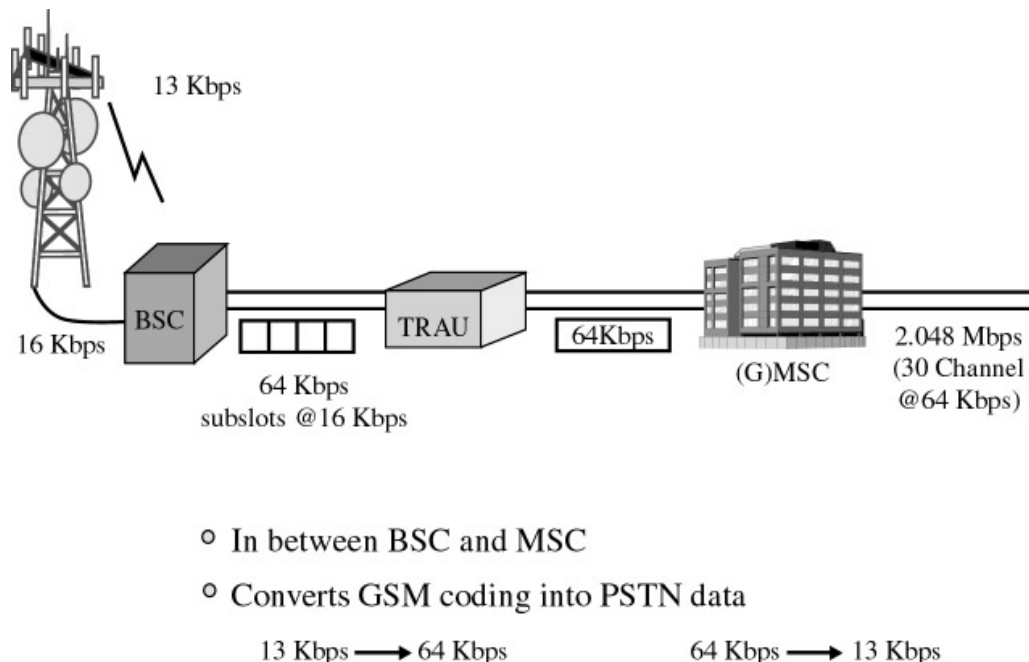 13 Kbps
BSC
TRAU
16 Kbps
64Kbps
64 Kbps
subslots @16 Kbps
(G)MSC
2.048 Mbps
(30 Channel
@64 Kbps)
In between BSC and MSC
Converts GSM coding into PSTN data
13 Kbps → 64 Kbps 64 Kbps → 13 Kbps